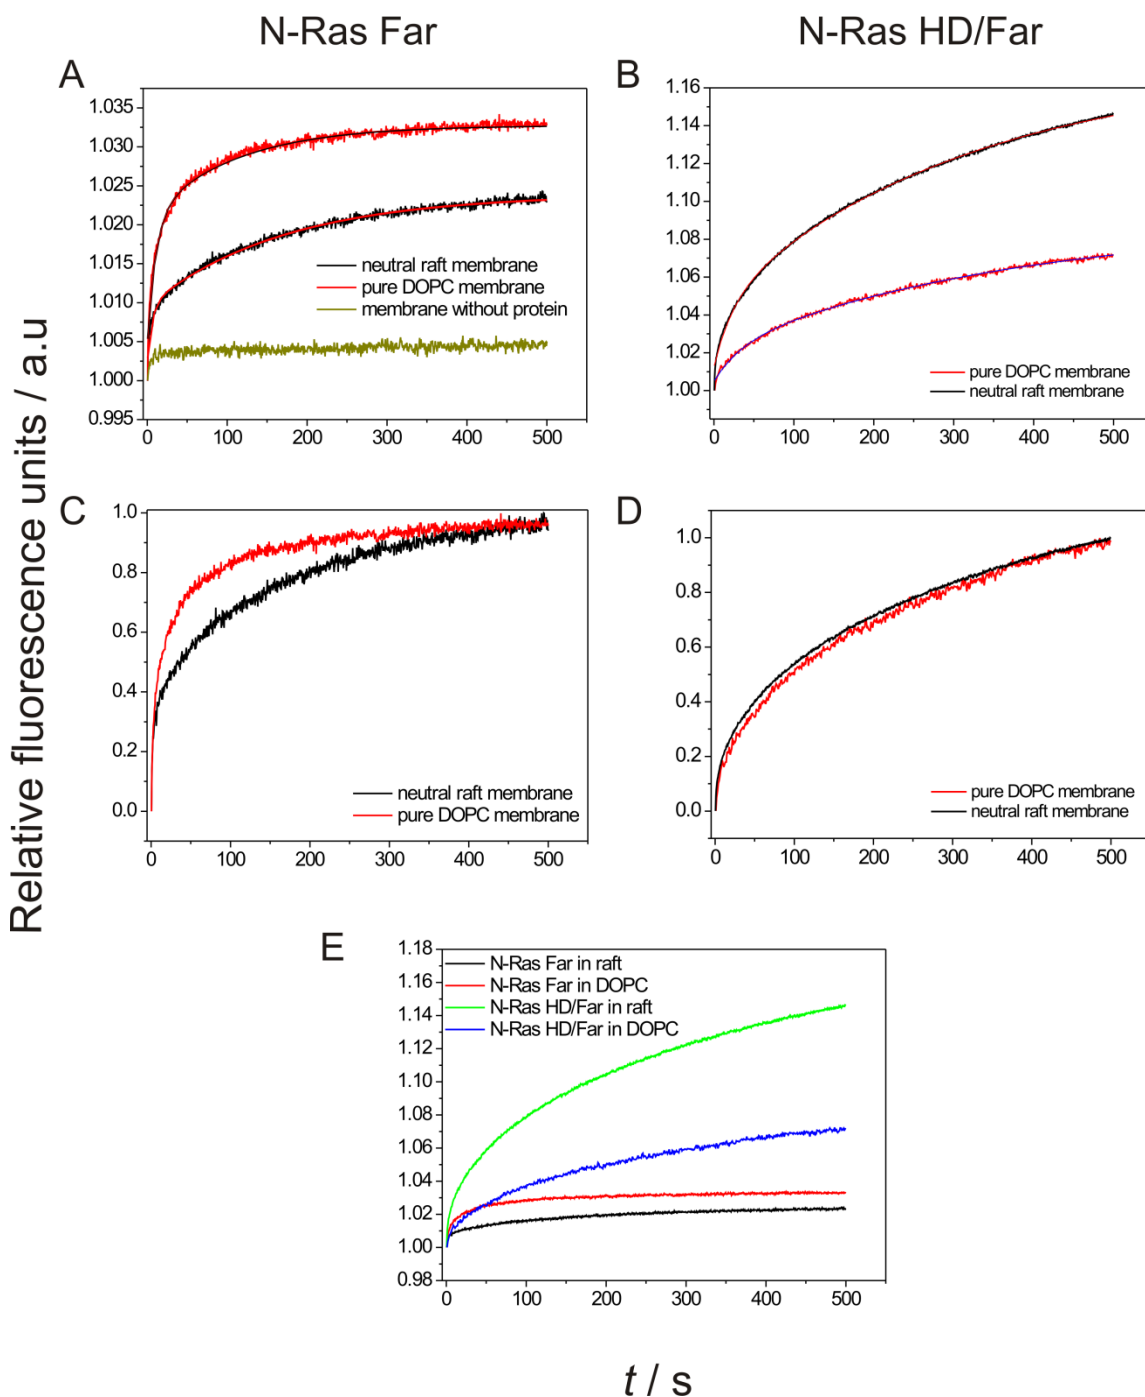 N-Ras Far
N-Ras HD/Far
Relative fluorescence units / a.u
A
1.035
1.030
1.025
1.020
1.015
1.010
1.005
1.000
0.995
neutral raft membrane
pure DOPC membrane
membrane without protein
0 100 200 300 400 500
B
1.16
1.14
1.12
1.10
1.08
1.06
1.04
1.02
1.00
pure DOPC membrane
neutral raft membrane
0 100 200 300 400 500
C
1.0
0.8
0.6
0.4
0.2
0.0
neutral raft membrane
pure DOPC membrane
0 100 200 300 400 500
D
1.0
0.8
0.6
0.4
0.2
0.0
pure DOPC membrane
neutral raft membrane
0 100 200 300 400 500
E
1.18
1.16
1.14
1.12
1.10
1.08
1.06
1.04
1.02
1.00
0.98
N-Ras Far in raft
N-Ras Far in DOPC
N-Ras HD/Far in raft
N-Ras HD/Far in DOPC
0 100 200 300 400 500
t / s